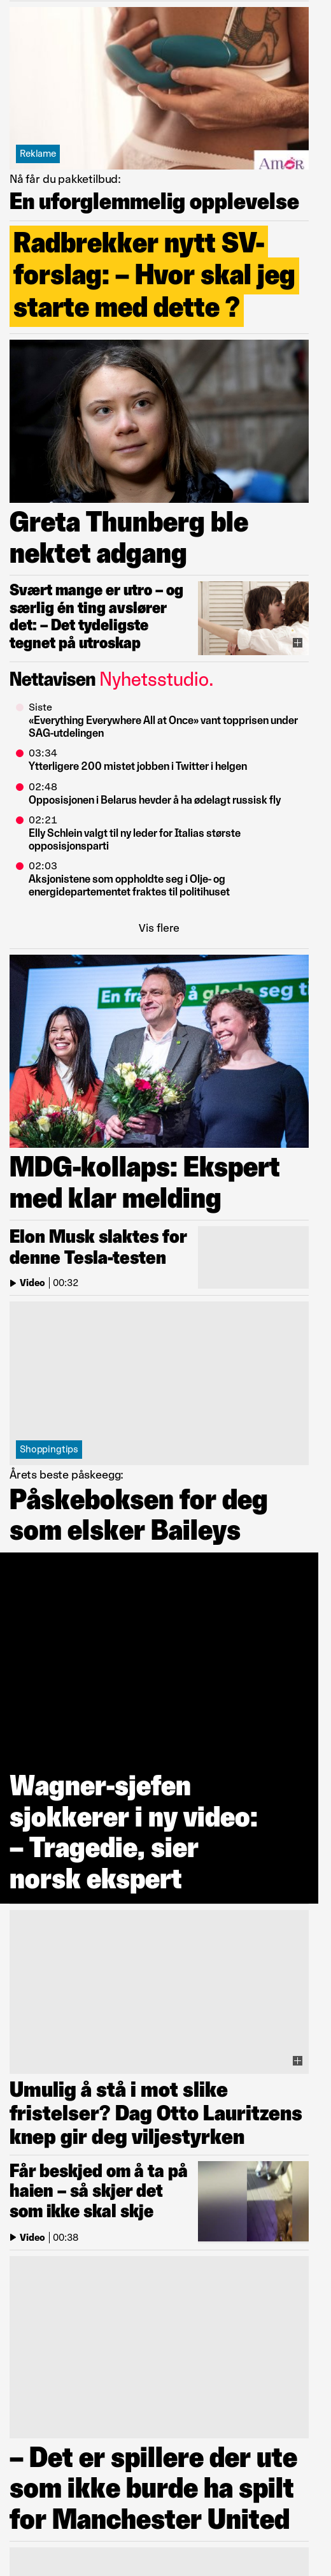 Reklame
AMOR
Nå får du pakketilbud:
En uforglemmelig opplevelse
Radbrekker nytt SV-
forslag: – Hvor skal jeg
starte med dette ?
Greta Thunberg ble
nektet adgang
Svært mange er utro – og
særlig én ting avslører
det: – Det tydeligste
tegnet på utroskap
Nettavisen Nyhetsstudio.
Siste
«Everything Everywhere All at Once» vant topprisen under
SAG-utdelingen
03:34
Ytterligere 200 mistet jobben i Twitter i helgen
02:48
Opposisjonen i Belarus hevder å ha ødelagt russisk fly
02:21
Elly Schlein valgt til ny leder for Italias største
opposisjonsparti
02:03
Aksjonistene som oppholdte seg i Olje- og
energidepartementet fraktes til politihuset
Vis flere
MDG-kollaps: Ekspert
med klar melding
Elon Musk slaktes for
denne Tesla-testen
Video | 00:32
Shoppingtips
Årets beste påskeegg:
Påskeboksen for deg
som elsker Baileys
Wagner-sjefen
sjokkerer i ny video:
– Tragedie, sier
norsk ekspert
Umulig å stå i mot slike
fristelser? Dag Otto Lauritzens
knep gir deg viljestyrken
Får beskjed om å ta på
haien – så skjer det
som ikke skal skje
Video | 00:38
– Det er spillere der ute
som ikke burde ha spilt
for Manchester United